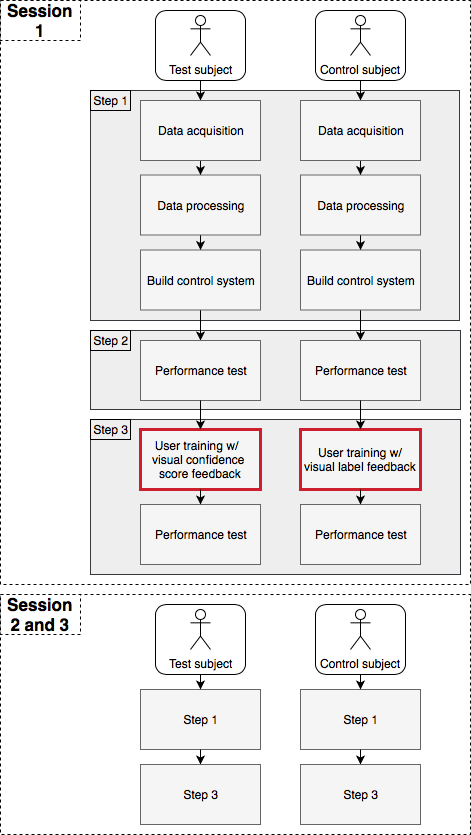 Session
1
Test subject
Control subject
Step 1
Data acquisition
Data acquisition
Data processing
Data processing
Build control system
Build control system
Step 2
Performance test
Performance test
Step 3
User training w/
visual confidence
score feedback
User training w/
visual label feedback
Performance test
Performance test
Session
2 and 3
Test subject
Control subject
Step 1
Step 1
Step 3
Step 3